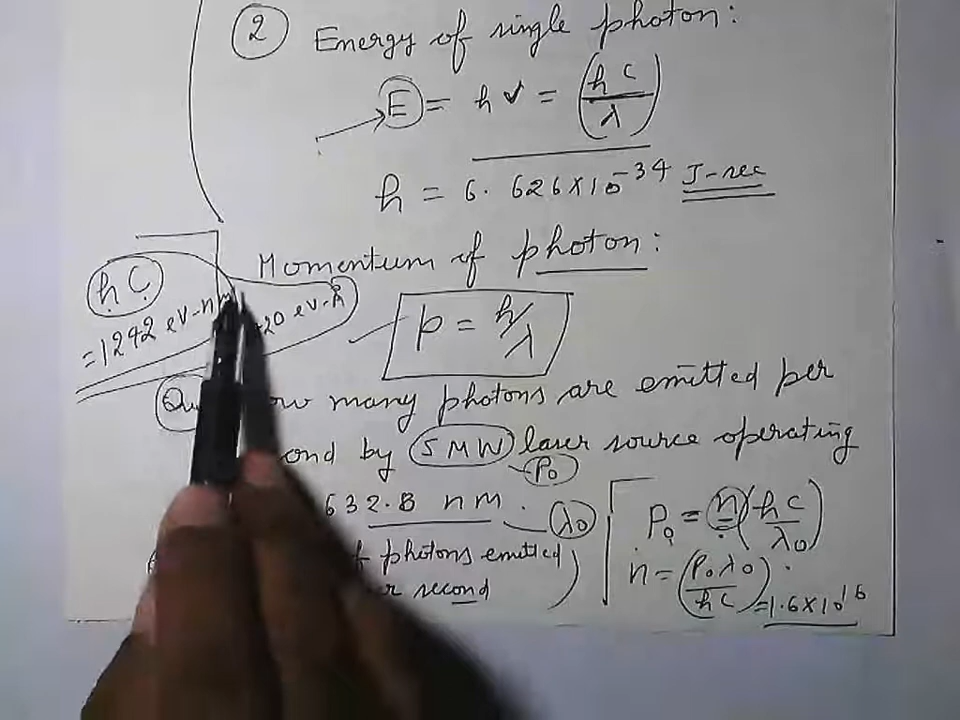 ② Energy of single photon:
E = hν = (hc/λ)
h = 6.626×10⁻³⁴ J-sec
Momentum of photon:
hc
= 1242 eV-nm
20 eV-Å
p = h/λ
many photons are emitted per
by 5MW laser source operating
P₀
632.8 nm. λ₀
photons emitted
second
P₀ = n(hc/λ₀)
n = (P₀λ₀/hc) = 1.6×10¹⁶